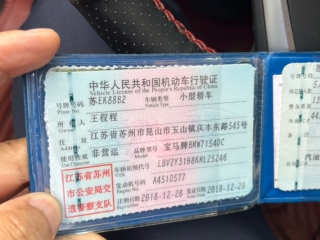 中华人民共和国机动车行驶证
Vehicle License of the People's Republic of China
号牌号码 苏EK88B2 车辆类型 小型轿车
所有人 王程程
住址 江苏省苏州市昆山市玉山镇庆丰东路545号
使用性质 非营运 品牌型号 宝马牌BMW7154DC
江苏省苏州
市公安局交
通警察支队
车辆识别代号
发动机号码 A451D577
注册日期 2018-12-28 发证日期 2018-12-28